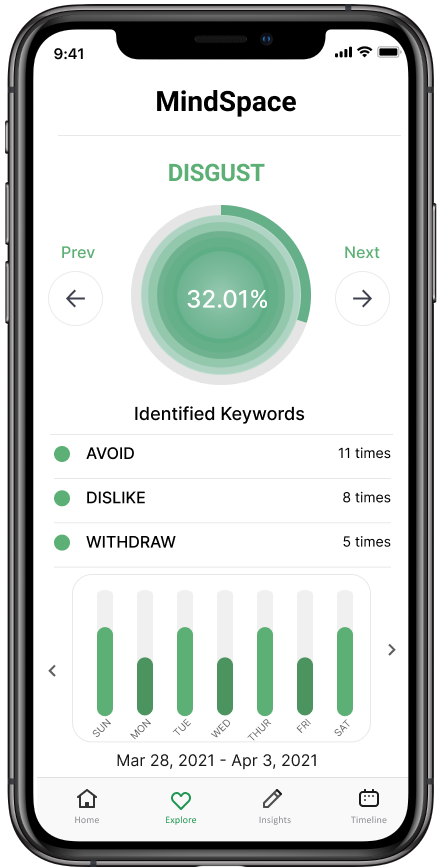 9:41
MindSpace
DISGUST
Prev
Next
32.01%
Identified Keywords
AVOID 11 times
DISLIKE 8 times
WITHDRAW 5 times
SUN MON TUE WED THUR FRI SAT
Mar 28, 2021 - Apr 3, 2021
Home Explore Insights Timeline